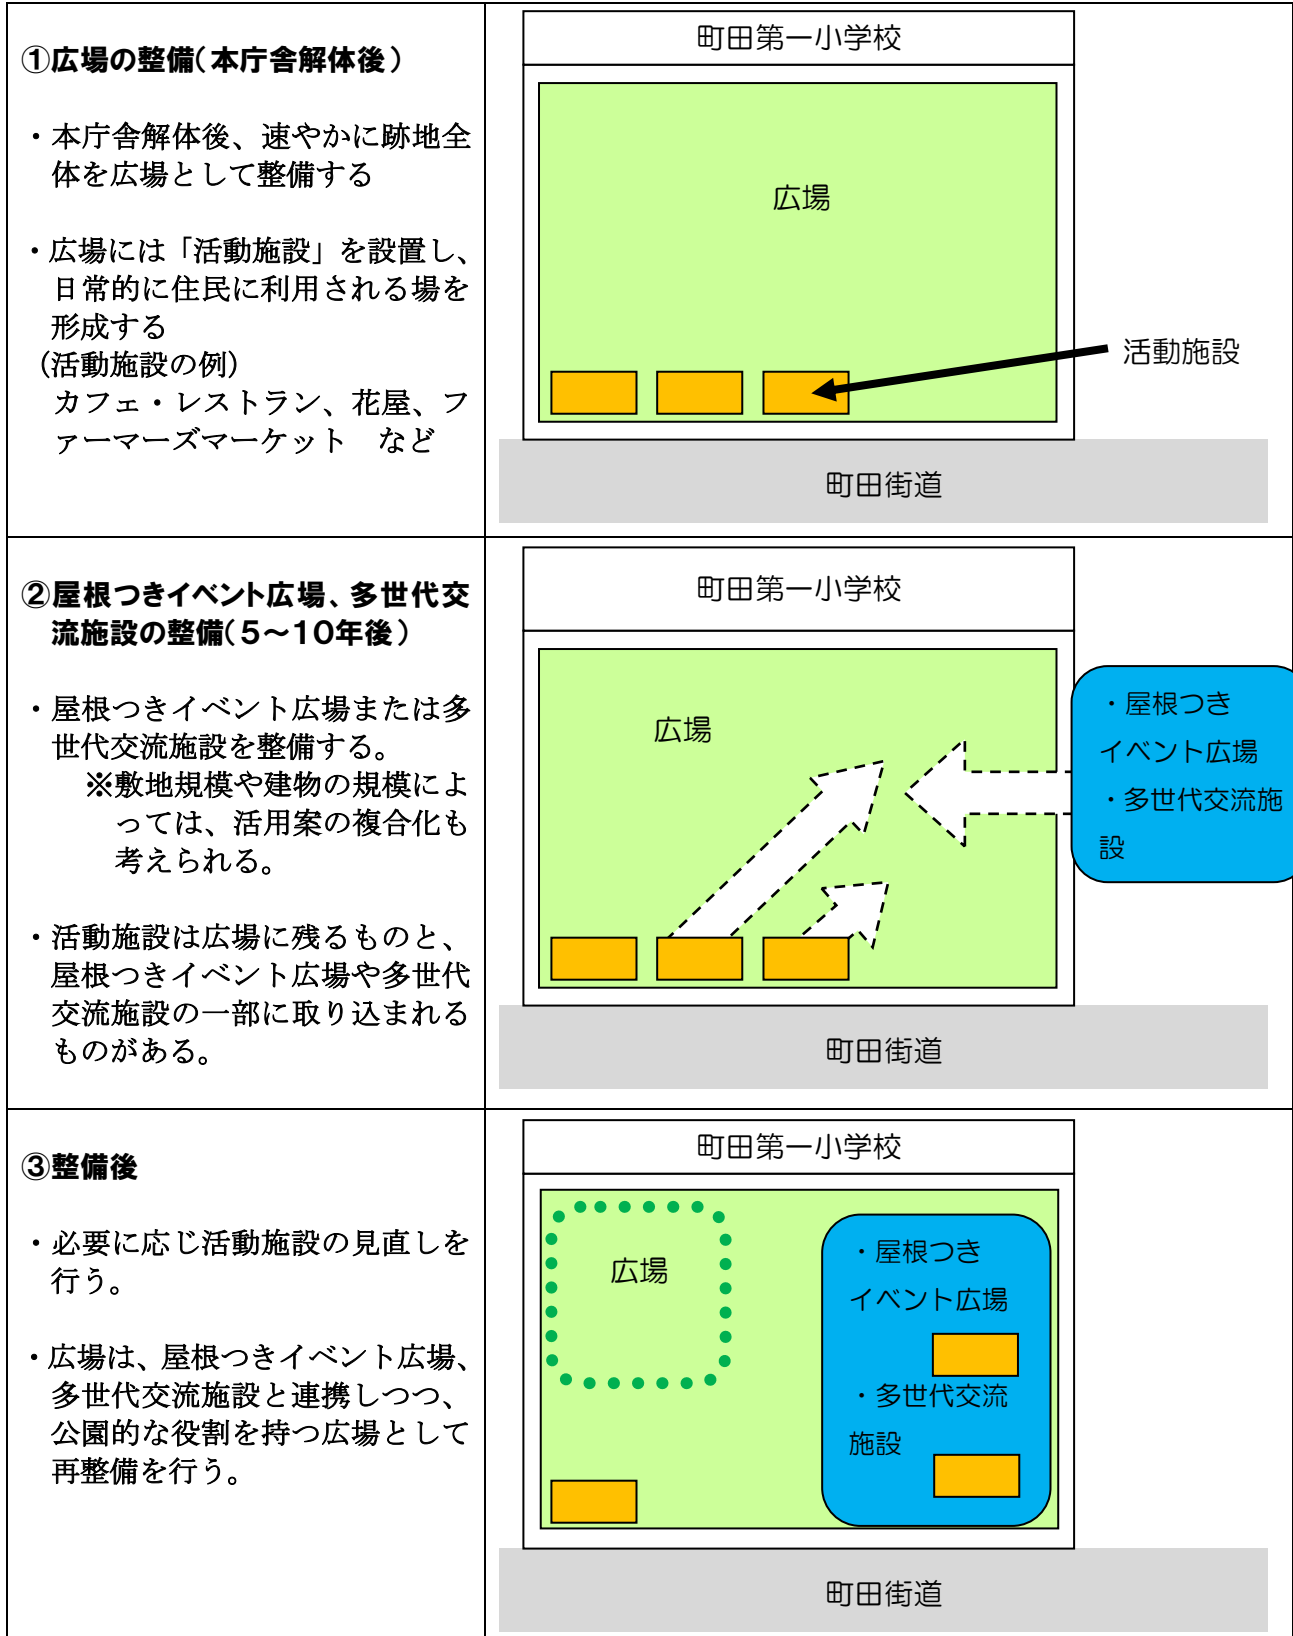 ①広場の整備（本庁舎解体後）
・本庁舎解体後、速やかに跡地全
体を広場として整備する
・広場には「活動施設」を設置し、
日常的に住民に利用される場を
形成する
（活動施設の例）
カフェ・レストラン、花屋、フ
ァーマーズマーケット　など
町田第一小学校
広場
活動施設
町田街道
②屋根つきイベント広場、多世代交
流施設の整備（５～１０年後）
・屋根つきイベント広場または多
世代交流施設を整備する。
※敷地規模や建物の規模によ
っては、活用案の複合化も
考えられる。
・活動施設は広場に残るものと、
屋根つきイベント広場や多世代
交流施設の一部に取り込まれる
ものがある。
町田第一小学校
広場
・屋根つき
イベント広場
・多世代交流施
設
町田街道
③整備後
・必要に応じ活動施設の見直しを
行う。
・広場は、屋根つきイベント広場、
多世代交流施設と連携しつつ、
公園的な役割を持つ広場として
再整備を行う。
町田第一小学校
広場
・屋根つき
イベント広場
・多世代交流
施設
町田街道